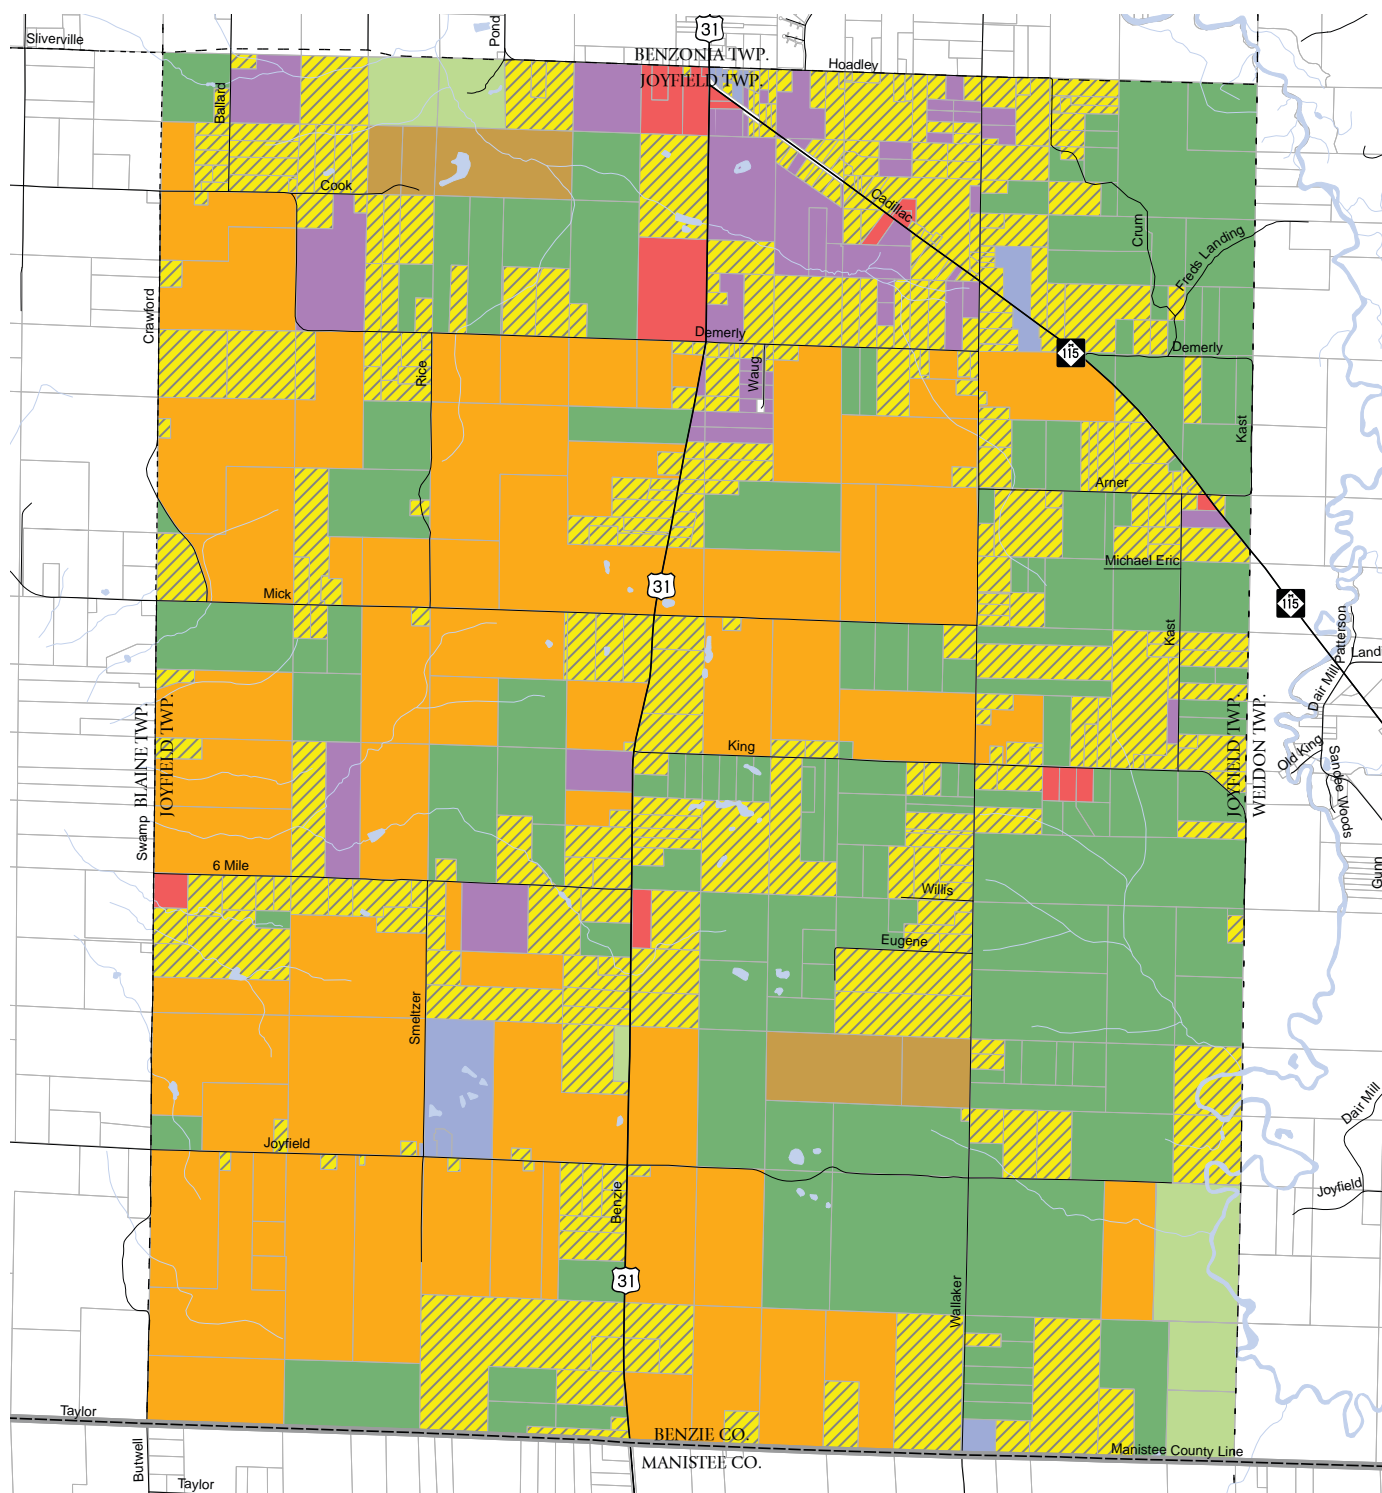 Sliverville
Pond
31
BENZONIA TWP.
JOYFIELD TWP.
Hoadley
Ballard
Cook
Cadillac
Crum
Freds Landing
Crawford
Demerly
Demerly
115
Rice
Waug
Kast
Arner
Michael Eric
31
Mick
115
Kast
Patterson
Landi
Dair Mill
BLAINE TWP.
JOYFIELD TWP.
JOYFIELD TWP.
WELDON TWP.
King
Old King
Sandee Woods
Swamp
6 Mile
Gunn
Willis
Eugene
Smeltzer
Dair Mill
Joyfield
Joyfield
Benzie
31
Wallaker
Taylor
BENZIE CO.
MANISTEE CO.
Manistee County Line
Butwell
Taylor